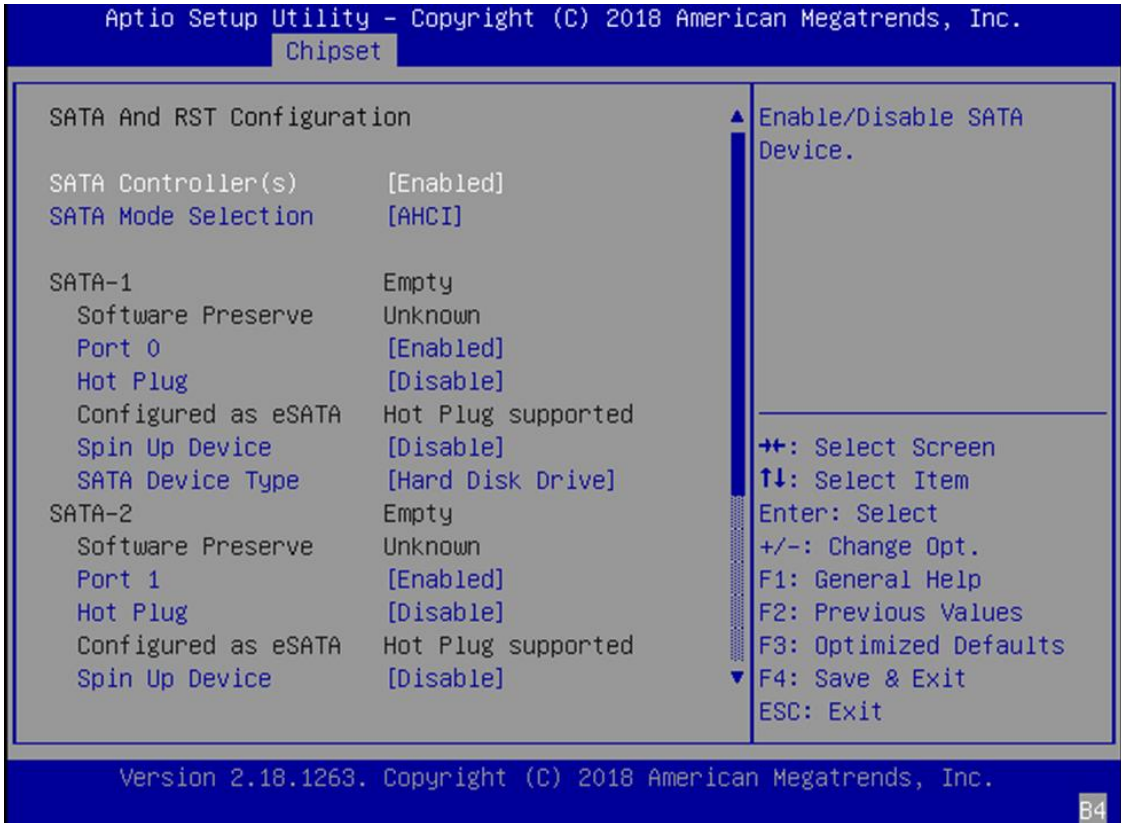 Aptio Setup Utility – Copyright (C) 2018 American Megatrends, Inc.
Chipset
SATA And RST Configuration
SATA Controller(s) [Enabled]
SATA Mode Selection [AHCI]
SATA-1 Empty
Software Preserve Unknown
Port 0 [Enabled]
Hot Plug [Disable]
Configured as eSATA Hot Plug supported
Spin Up Device [Disable]
SATA Device Type [Hard Disk Drive]
SATA-2 Empty
Software Preserve Unknown
Port 1 [Enabled]
Hot Plug [Disable]
Configured as eSATA Hot Plug supported
Spin Up Device [Disable]
Enable/Disable SATA
Device.
→←: Select Screen
↑↓: Select Item
Enter: Select
+/-: Change Opt.
F1: General Help
F2: Previous Values
F3: Optimized Defaults
F4: Save & Exit
ESC: Exit
Version 2.18.1263. Copyright (C) 2018 American Megatrends, Inc.
B4